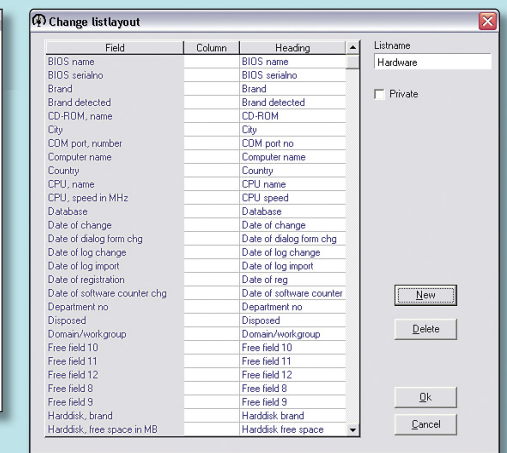 Change listlayout
Field Column Heading
BIOS name BIOS name
BIOS serialno BIOS serialno
Brand Brand
Brand detected Brand detected
CD-ROM, name CD-ROM
City City
COM port, number COM port no
Computer name Computer name
Country Country
CPU, name CPU name
CPU, speed in MHz CPU speed
Database Database
Date of change Date of change
Date of dialog form chg Date of dialog form chg
Date of log change Date of log change
Date of log import Date of log import
Date of registration Date of reg
Date of software counter chg Date of software counter
Department no Department no
Disposed Disposed
Domain/workgroup Domain/workgroup
Free field 10 Free field 10
Free field 11 Free field 11
Free field 12 Free field 12
Free field 8 Free field 8
Free field 9 Free field 9
Harddisk, brand Harddisk brand
Harddisk, free space in MB Harddisk free space
Listname
Hardware
Private
New
Delete
Ok
Cancel